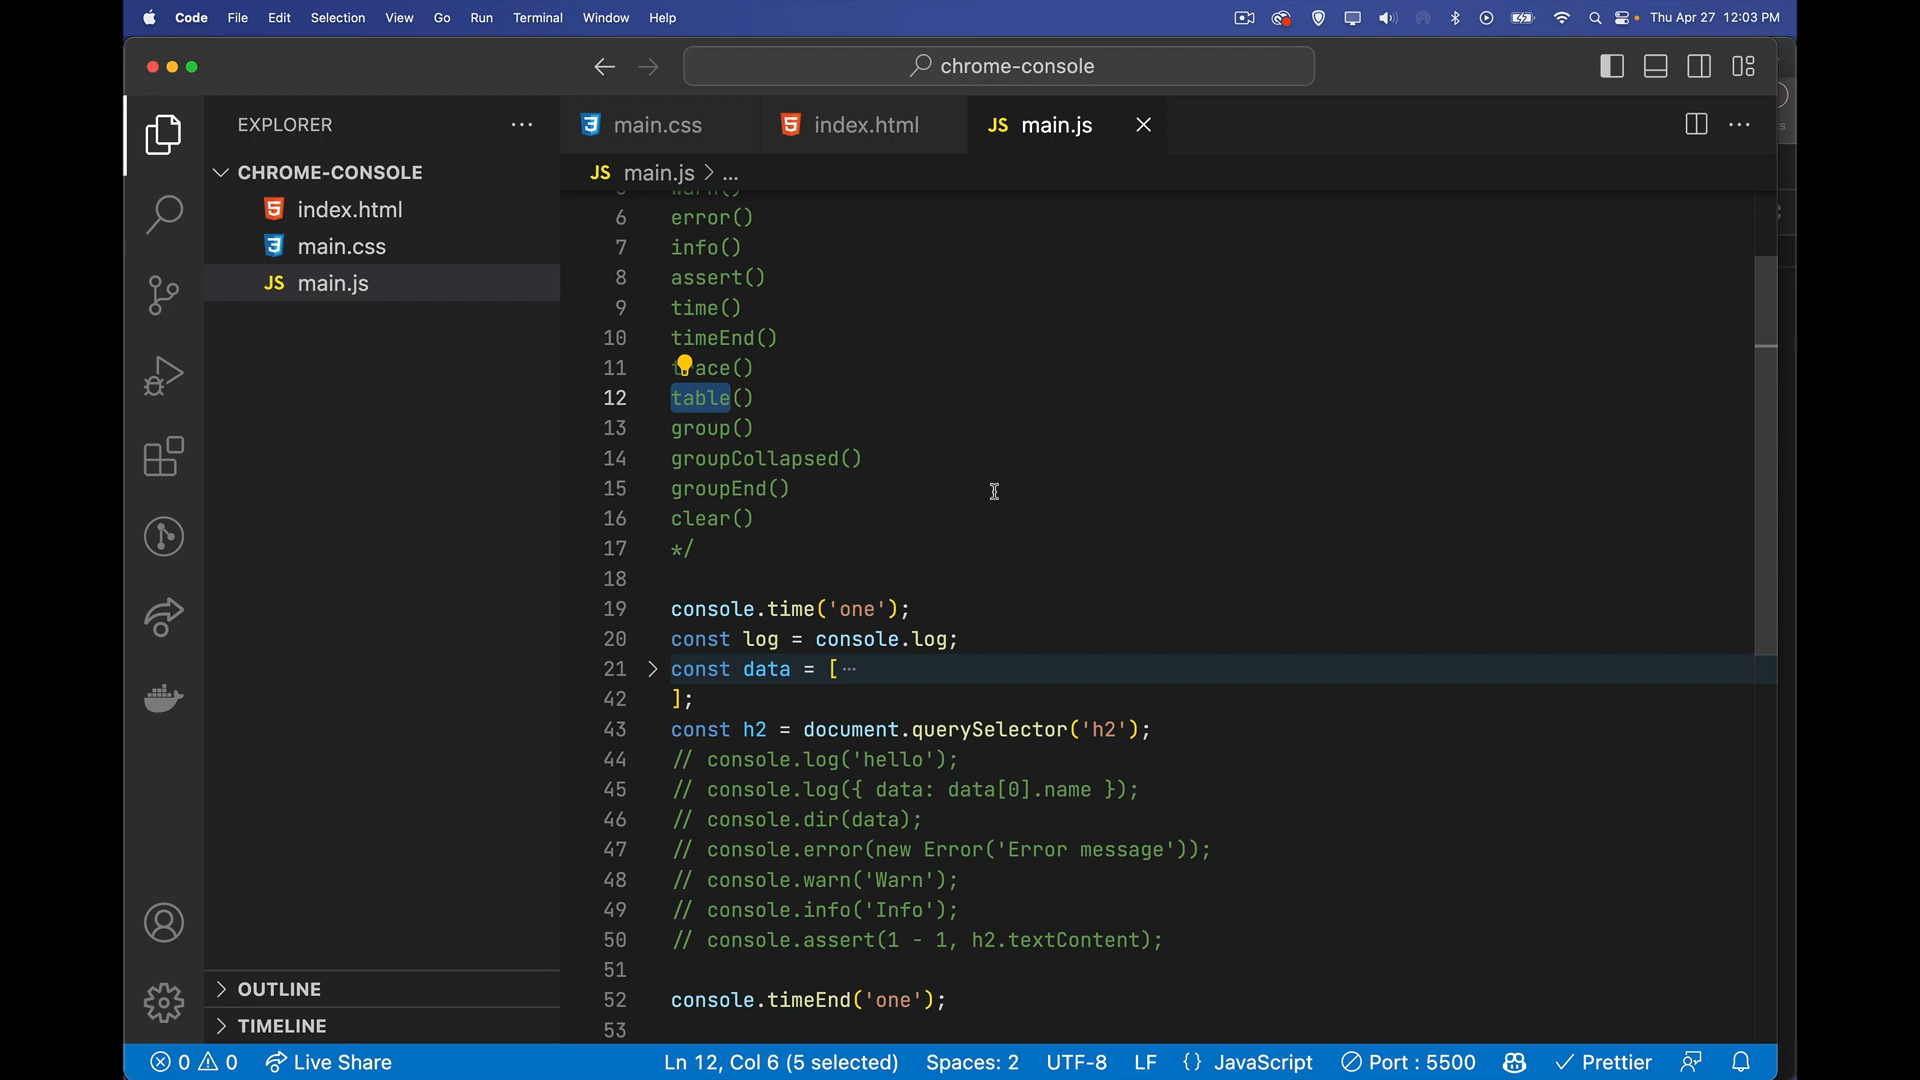 Code File Edit Selection View Go Run Terminal Window Help Thu Apr 27 12:03 PM
chrome-console
EXPLORER
CHROME-CONSOLE
index.html
main.css
JS main.js
OUTLINE
TIMELINE
main.css index.html JS main.js
JS main.js > ...
6 error()
7 info()
8 assert()
9 time()
10 timeEnd()
11 trace()
12 table()
13 group()
14 groupCollapsed()
15 groupEnd()
16 clear()
17 */
18
19 console.time('one');
20 const log = console.log;
21 const data = [ ...
42 ];
43 const h2 = document.querySelector('h2');
44 // console.log('hello');
45 // console.log({ data: data[0].name });
46 // console.dir(data);
47 // console.error(new Error('Error message'));
48 // console.warn('Warn');
49 // console.info('Info');
50 // console.assert(1 - 1, h2.textContent);
51
52 console.timeEnd('one');
53
0 0 Live Share Ln 12, Col 6 (5 selected) Spaces: 2 UTF-8 LF {} JavaScript Port : 5500 Prettier